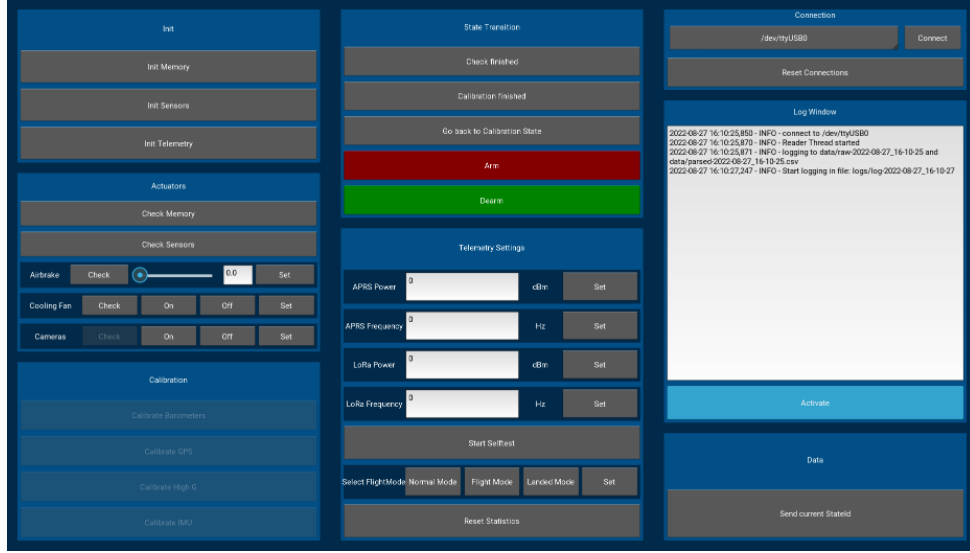 Init
Init Memory
Init Sensors
Init Telemetry
Actuators
Check Memory
Check Sensors
Airbrake Check 0.0 Set
Cooling Fan Check On Off Set
Cameras Check On Off Set
Calibration
Calibrate Barometers
Calibrate GPS
Calibrate High G
Calibrate IMU
State Transition
Check finished
Calibration finished
Go back to Calibration State
Arm
Dearm
Telemetry Settings
APRS Power 0 dBm Set
APRS Frequency 0 Hz Set
LoRa Power 0 dBm Set
LoRa Frequency 0 Hz Set
Start Selftest
Select FlightMode Normal Mode Flight Mode Landed Mode Set
Reset Statistics
Connection
/dev/ttyUSB0 Connect
Reset Connections
Log Window
2022-08-27 16:10:25,850 - INFO - connect to /dev/ttyUSB0
2022-08-27 16:10:25,870 - INFO - Reader Thread started
2022-08-27 16:10:25,871 - INFO - logging to data/raw-2022-08-27_16-10-25 and
data/parsed-2022-08-27_16-10-25.csv
2022-08-27 16:10:27,247 - INFO - Start logging in file: logs/log-2022-08-27_16-10-27
Activate
Data
Send current StateId